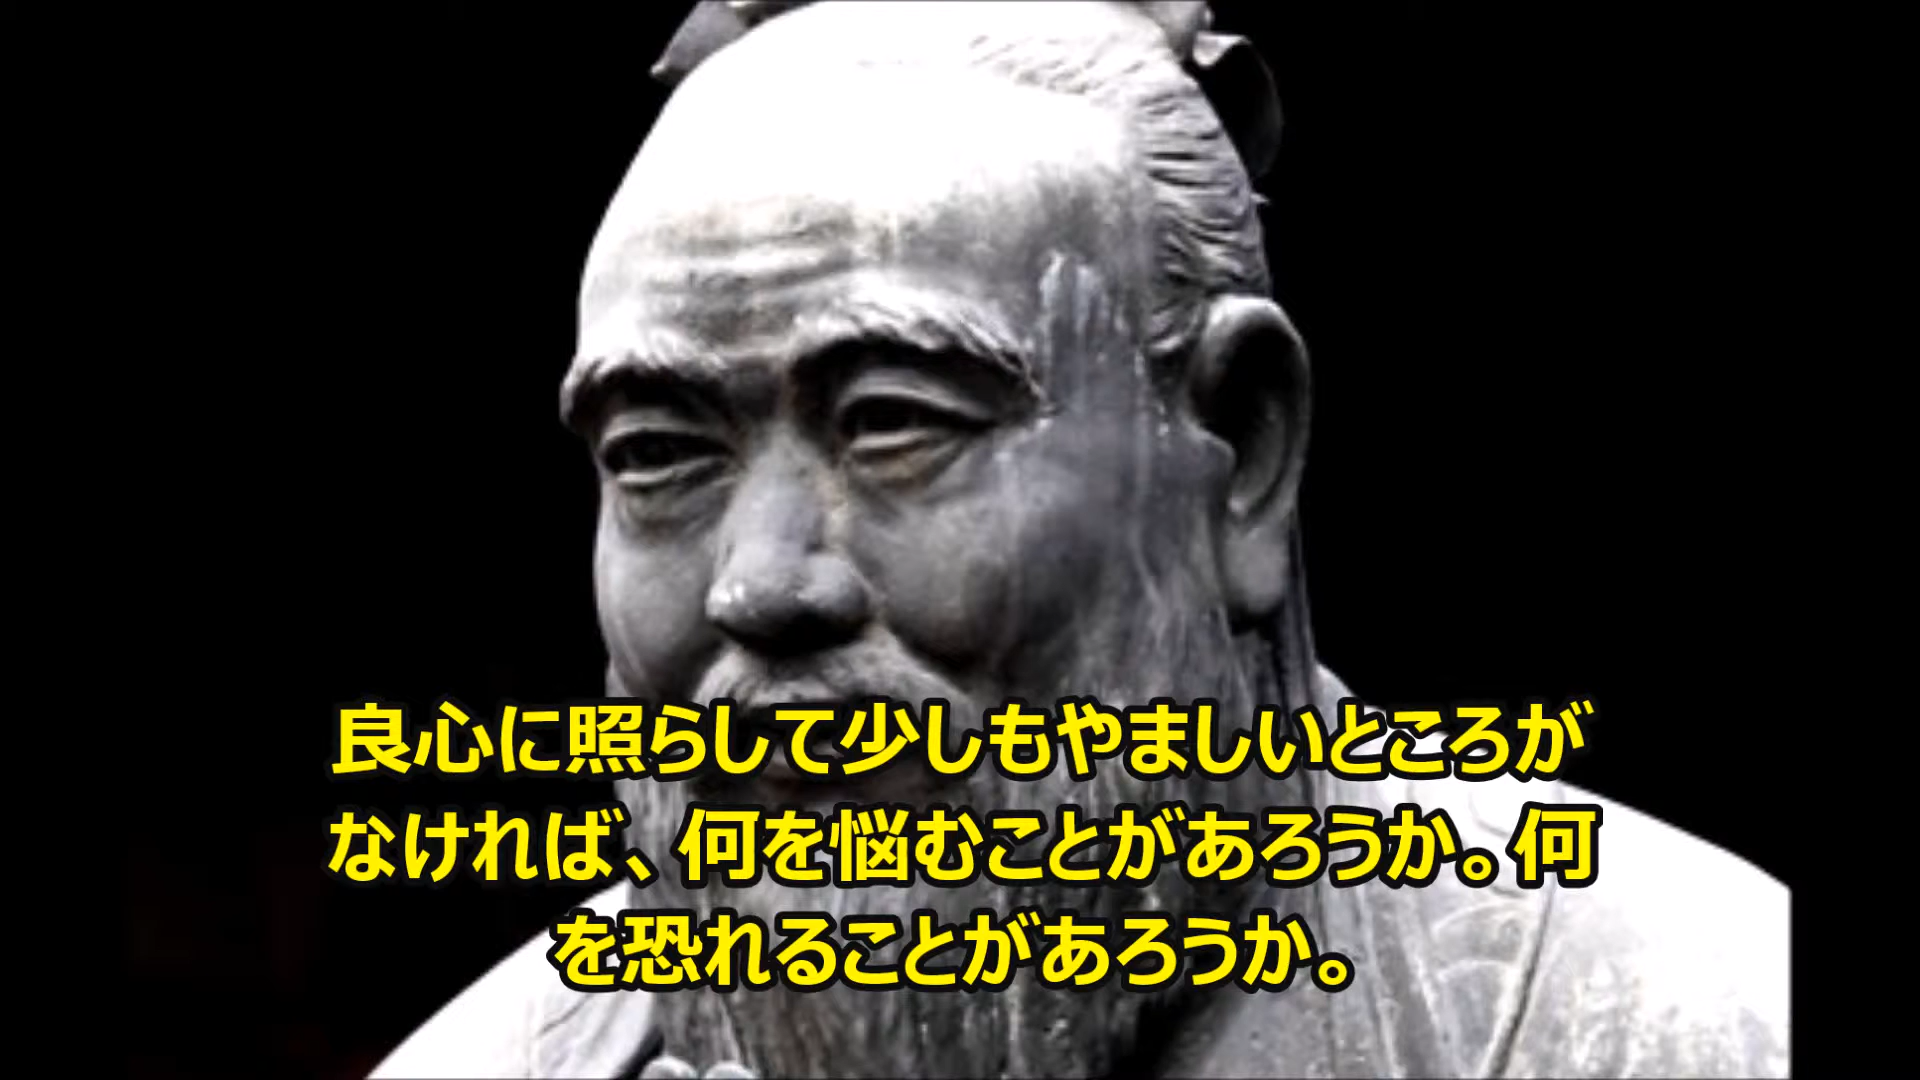 良心に照らして少しもやましいところが
なければ、何を悩むことがあろうか。何
を恐れることがあろうか。